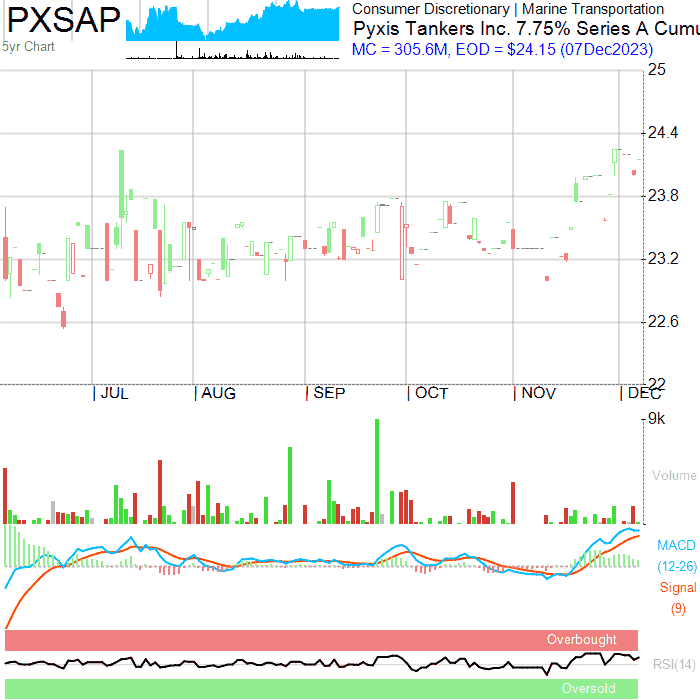 PXSAP
5yr Chart
Consumer Discretionary | Marine Transportation
Pyxis Tankers Inc. 7.75% Series A Cumu
MC = 305.6M, EOD = $24.15 (07Dec2023)
25
24.4
23.8
23.2
22.6
22
JUL AUG SEP OCT NOV DEC
9k
Volume
MACD
(12-26)
Signal
(9)
Overbought
RSI(14)
Oversold